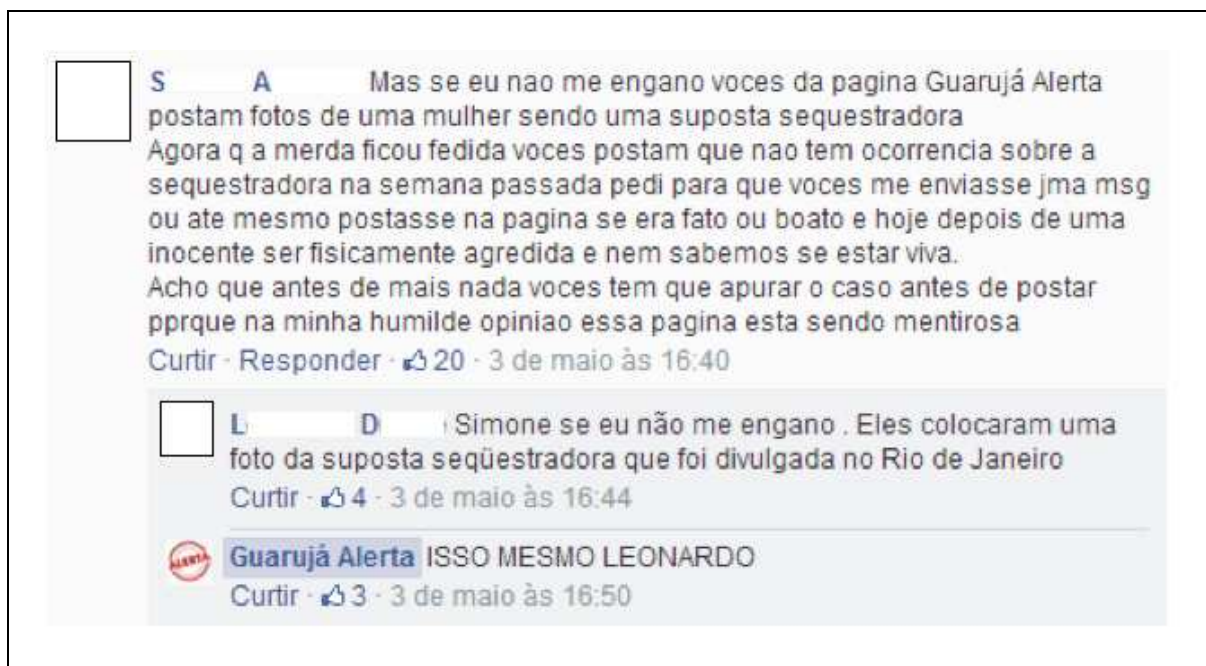 S A Mas se eu nao me engano voces da pagina Guarujá Alerta
postam fotos de uma mulher sendo uma suposta sequestradora
Agora q a merda ficou fedida voces postam que nao tem ocorrencia sobre a
sequestradora na semana passada pedi para que voces me enviasse jma msg
ou ate mesmo postasse na pagina se era fato ou boato e hoje depois de uma
inocente ser fisicamente agredida e nem sabemos se estar viva.
Acho que antes de mais nada voces tem que apurar o caso antes de postar
pprque na minha humilde opiniao essa pagina esta sendo mentirosa
Curtir · Responder · 20 · 3 de maio às 16:40
L D Simone se eu não me engano . Eles colocaram uma
foto da suposta seqüestradora que foi divulgada no Rio de Janeiro
Curtir · 4 · 3 de maio às 16:44
ALERTA
Guarujá Alerta ISSO MESMO LEONARDO
Curtir · 3 · 3 de maio às 16:50